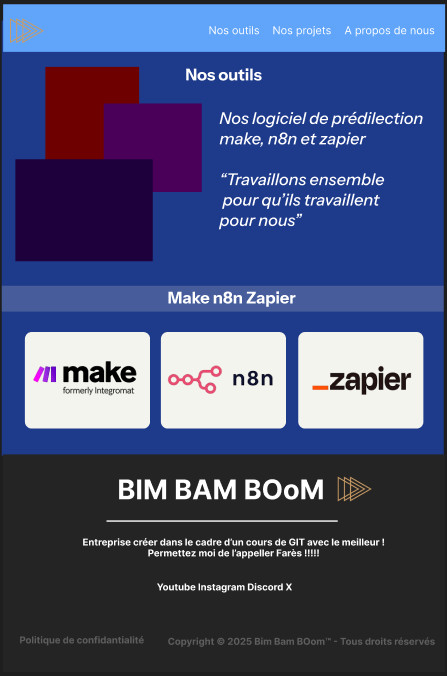 Nos outils Nos projets A propos de nous
Nos outils
Nos logiciel de prédilection
make, n8n et zapier
“Travaillons ensemble
pour qu’ils travaillent
pour nous”
Make n8n Zapier
make
formerly Integromat
n8n
_zapier
BIM BAM BOoM
Entreprise créer dans le cadre d’un cours de GIT avec le meilleur !
Permettez moi de l’appeller Farès !!!!!
Youtube Instagram Discord X
Politique de confidantialité
Copyright © 2025 Bim Bam BOom™ - Tous droits réservés